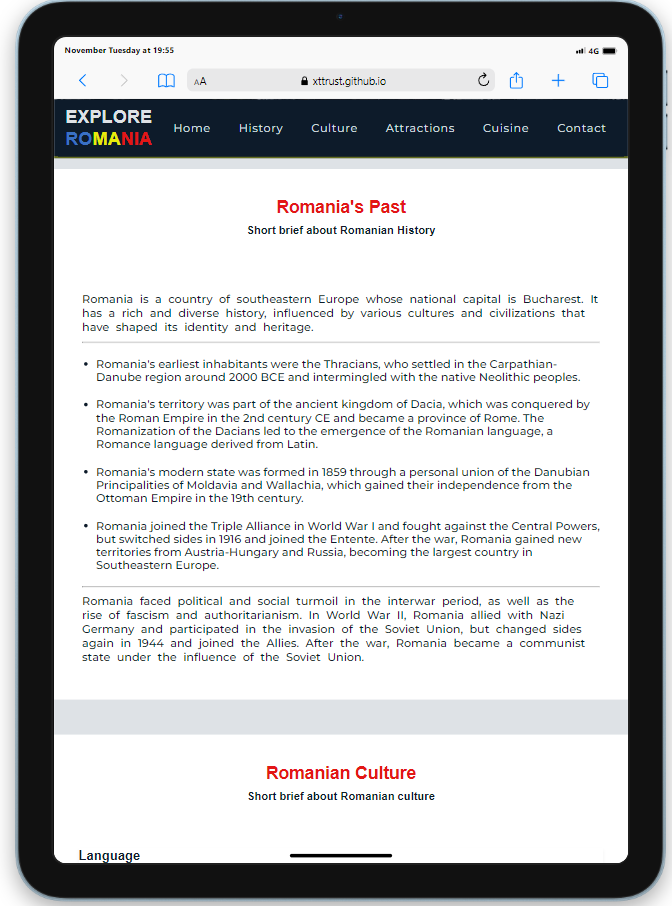 November Tuesday at 19:55
4G
AA
xttrust.github.io
EXPLORE
ROMANIA
Home History Culture Attractions Cuisine Contact
Romania's Past
Short brief about Romanian History
Romania is a country of southeastern Europe whose national capital is Bucharest. It
has a rich and diverse history, influenced by various cultures and civilizations that
have shaped its identity and heritage.
• Romania's earliest inhabitants were the Thracians, who settled in the Carpathian-
Danube region around 2000 BCE and intermingled with the native Neolithic peoples.
• Romania's territory was part of the ancient kingdom of Dacia, which was conquered by
the Roman Empire in the 2nd century CE and became a province of Rome. The
Romanization of the Dacians led to the emergence of the Romanian language, a
Romance language derived from Latin.
• Romania's modern state was formed in 1859 through a personal union of the Danubian
Principalities of Moldavia and Wallachia, which gained their independence from the
Ottoman Empire in the 19th century.
• Romania joined the Triple Alliance in World War I and fought against the Central Powers,
but switched sides in 1916 and joined the Entente. After the war, Romania gained new
territories from Austria-Hungary and Russia, becoming the largest country in
Southeastern Europe.
Romania faced political and social turmoil in the interwar period, as well as the
rise of fascism and authoritarianism. In World War II, Romania allied with Nazi
Germany and participated in the invasion of the Soviet Union, but changed sides
again in 1944 and joined the Allies. After the war, Romania became a communist
state under the influence of the Soviet Union.
Romanian Culture
Short brief about Romanian culture
Language